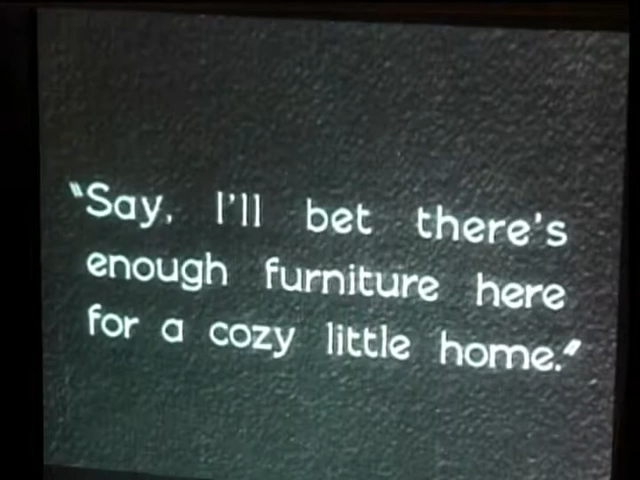 "Say, I'll bet there's
enough furniture here
for a cozy little home."